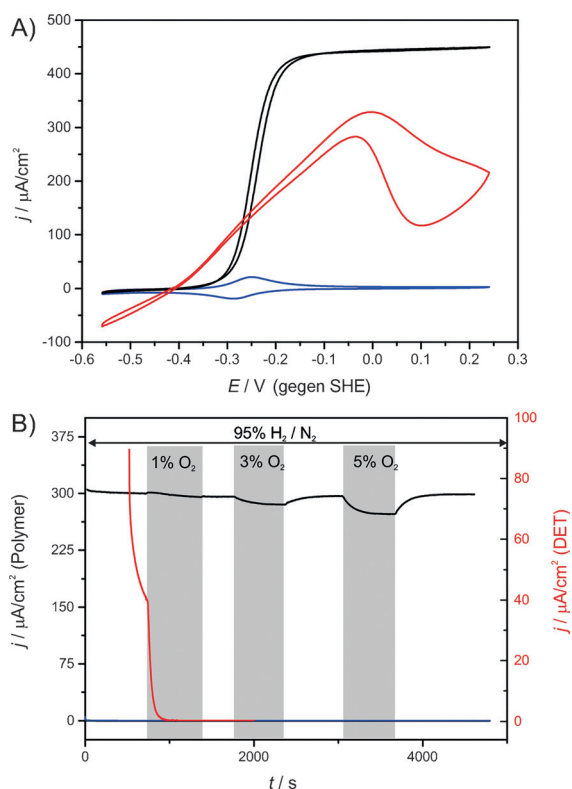 A)
500
400
300
200
100
0
-100
j / µA/cm²
-0.6 -0.5 -0.4 -0.3 -0.2 -0.1 0.0 0.1 0.2 0.3
E / V (gegen SHE)
B)
95% H₂ / N₂
1% O₂ 3% O₂ 5% O₂
375
300
225
150
75
0
j / µA/cm² (Polymer)
100
80
60
40
20
0
j / µA/cm² (DET)
0 2000 4000
t / s